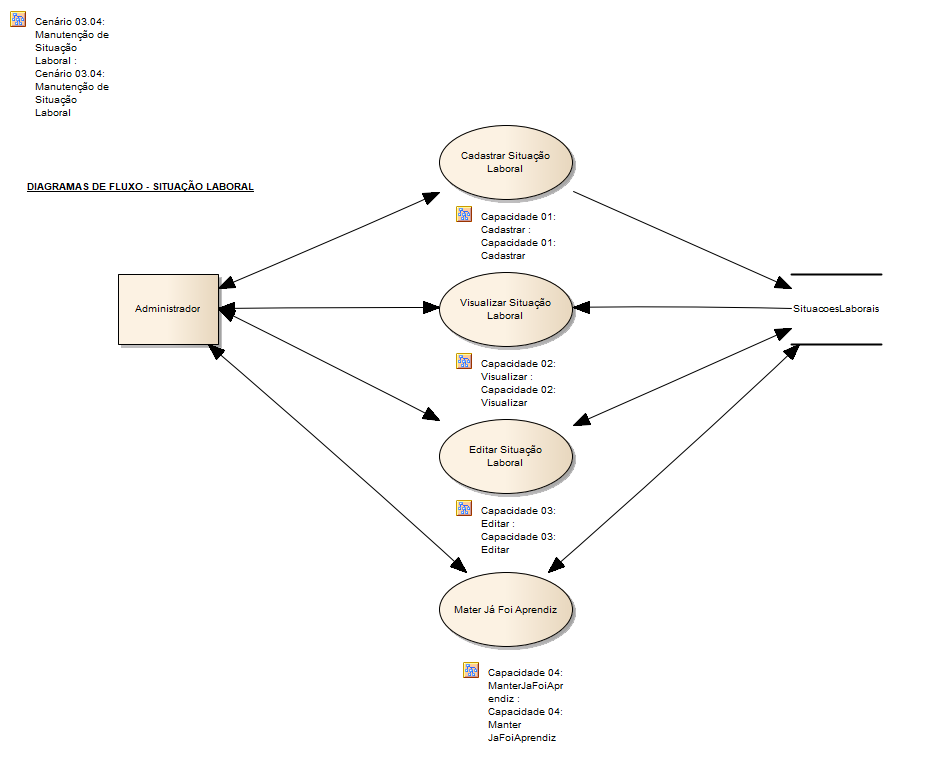 Cenário 03.04:
Manutenção de
Situação
Laboral :
Cenário 03.04:
Manutenção de
Situação
Laboral
DIAGRAMAS DE FLUXO - SITUAÇÃO LABORAL
Cadastrar Situação
Laboral
Capacidade 01:
Cadastrar :
Capacidade 01:
Cadastrar
Administrador
Visualizar Situação
Laboral
SituacoesLaborais
Capacidade 02:
Visualizar :
Capacidade 02:
Visualizar
Editar Situação
Laboral
Capacidade 03:
Editar :
Capacidade 03:
Editar
Mater Já Foi Aprendiz
Capacidade 04:
ManterJaFoiApr
endiz :
Capacidade 04:
Manter
JaFoiAprendiz